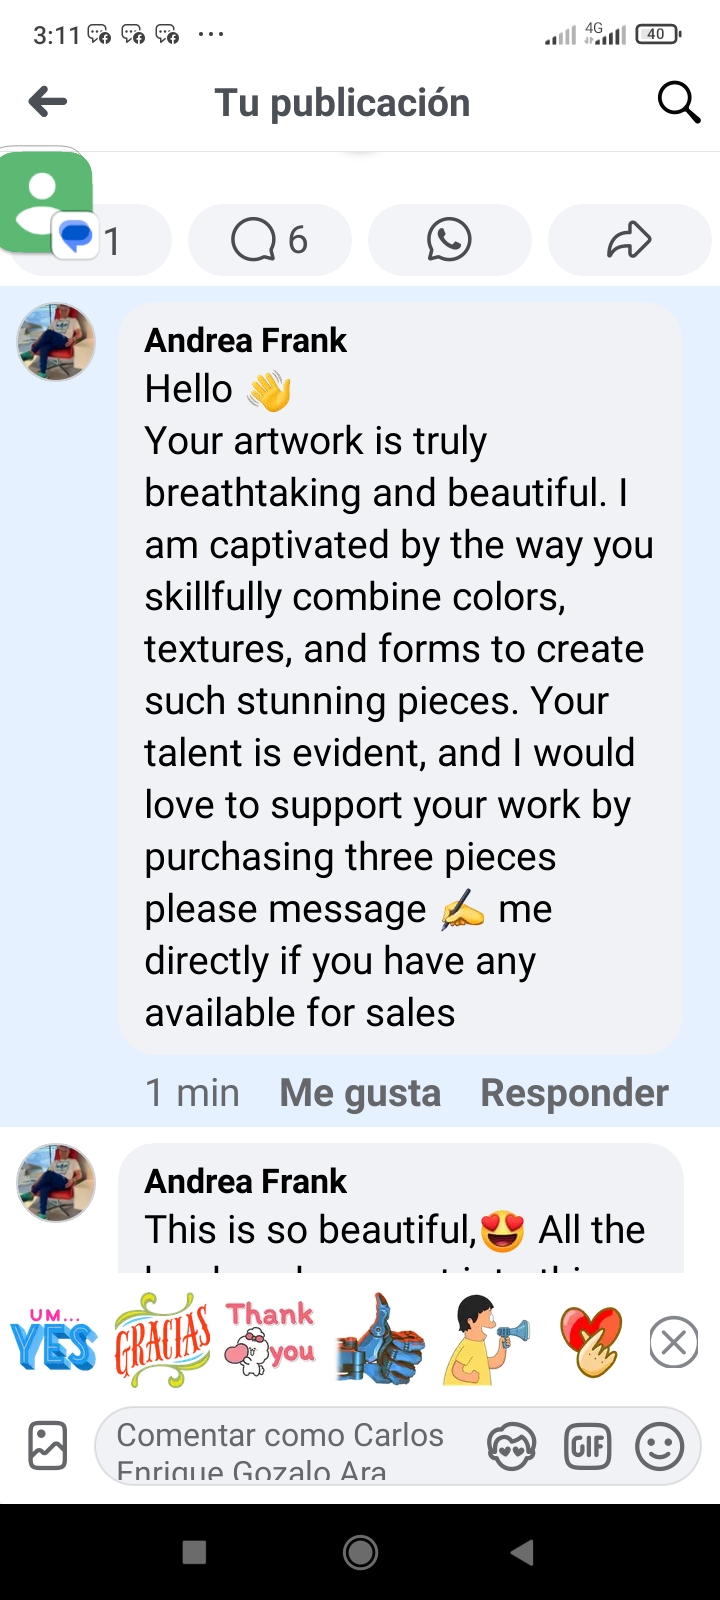 3:11 4G 40
Tu publicación
1 6
Andrea Frank
Hello 👋
Your artwork is truly
breathtaking and beautiful. I
am captivated by the way you
skillfully combine colors,
textures, and forms to create
such stunning pieces. Your
talent is evident, and I would
love to support your work by
purchasing three pieces
please message ✍️ me
directly if you have any
available for sales
1 min Me gusta Responder
Andrea Frank
This is so beautiful,😍 All the
UM...
YES
GRACIAS
Thank
you
Comentar como Carlos
Enrique Gozalo Ara
GIF